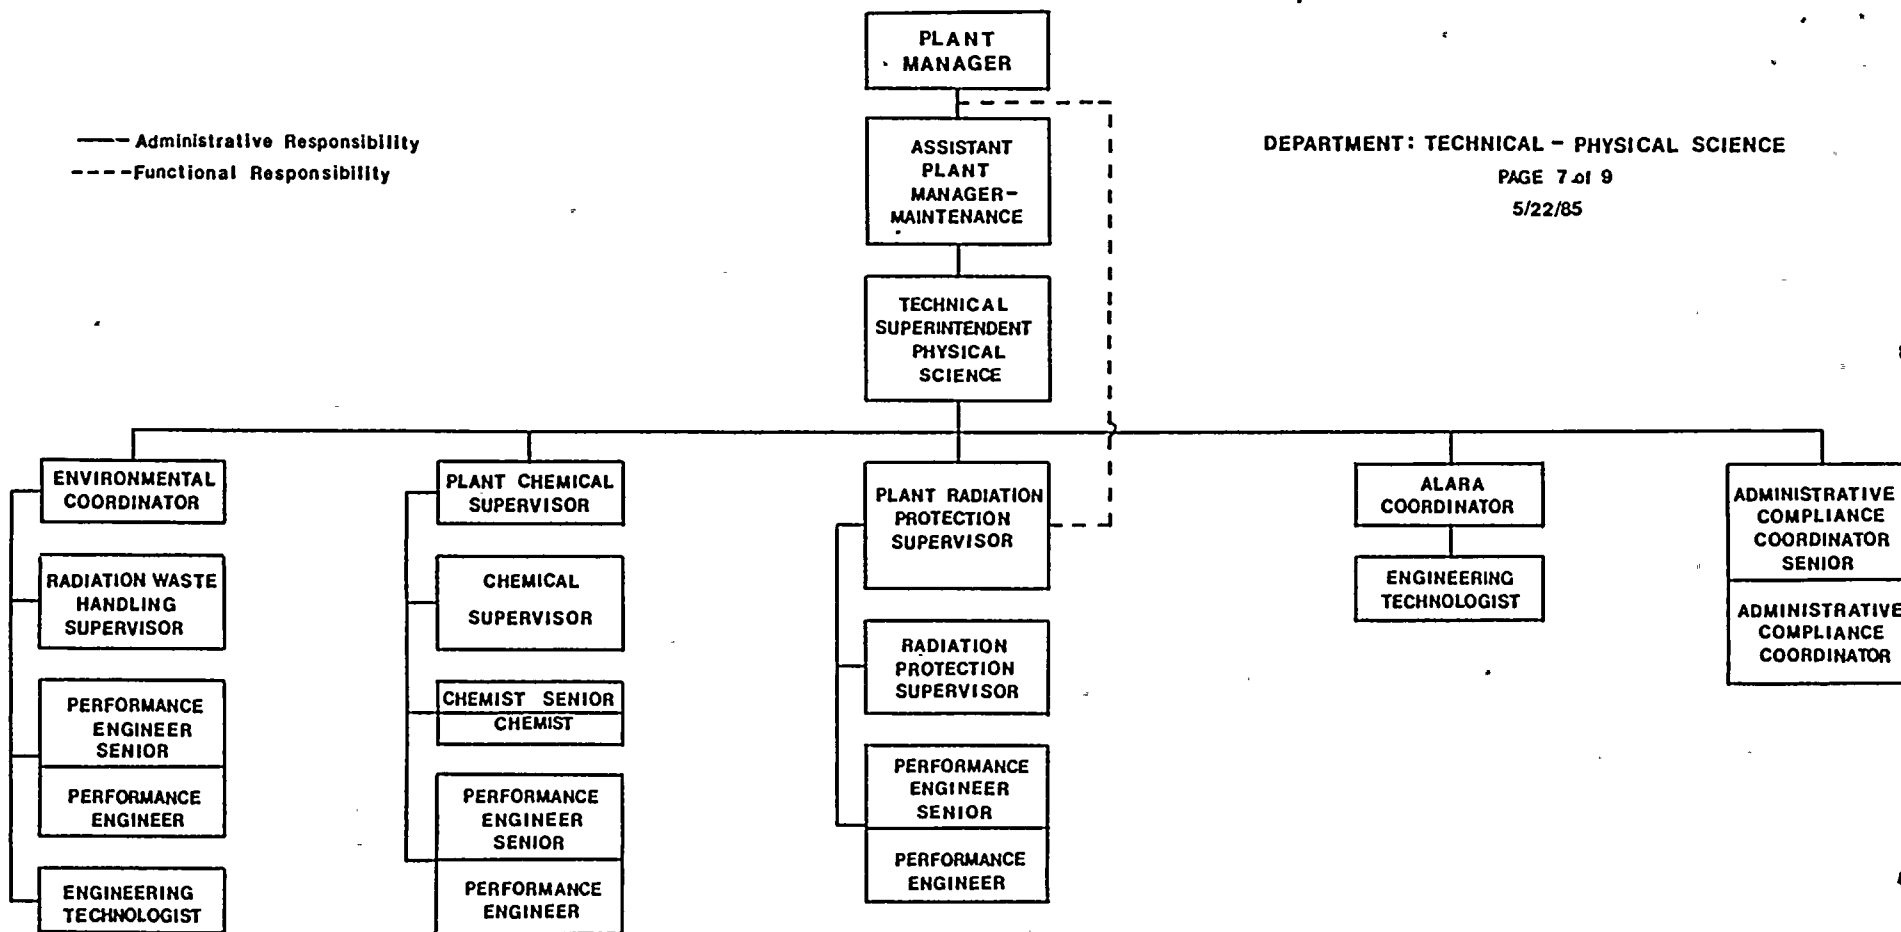 PLANT
MANAGER
—— Administrative Responsibility
----Functional Responsibility
DEPARTMENT: TECHNICAL - PHYSICAL SCIENCE
PAGE 7 of 9
5/22/85
ASSISTANT
PLANT
MANAGER-
MAINTENANCE
TECHNICAL
SUPERINTENDENT
PHYSICAL
SCIENCE
ENVIRONMENTAL
COORDINATOR
RADIATION WASTE
HANDLING
SUPERVISOR
PERFORMANCE
ENGINEER
SENIOR
PERFORMANCE
ENGINEER
ENGINEERING
TECHNOLOGIST
PLANT CHEMICAL
SUPERVISOR
CHEMICAL
SUPERVISOR
CHEMIST SENIOR
CHEMIST
PERFORMANCE
ENGINEER
SENIOR
PERFORMANCE
ENGINEER
PLANT RADIATION
PROTECTION
SUPERVISOR
RADIATION
PROTECTION
SUPERVISOR
PERFORMANCE
ENGINEER
SENIOR
PERFORMANCE
ENGINEER
ALARA
COORDINATOR
ENGINEERING
TECHNOLOGIST
ADMINISTRATIVE
COMPLIANCE
COORDINATOR
SENIOR
ADMINISTRATIVE
COMPLIANCE
COORDINATOR